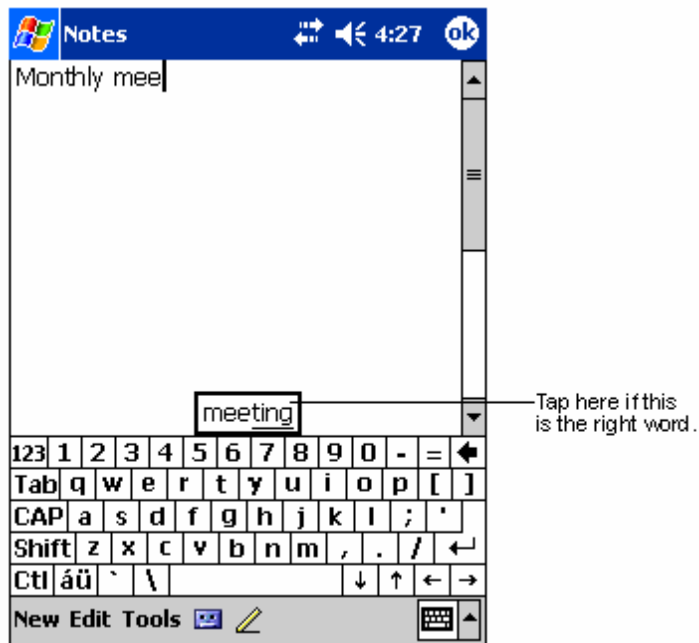 Notes 4:27 ok
Monthly mee
meeting
Tap here if this
is the right word.
123 1 2 3 4 5 6 7 8 9 0 - =
Tab q w e r t y u i o p [ ]
CAP a s d f g h j k l ; '
Shift z x c v b n m , . /
Ctl áü ` \
New Edit Tools